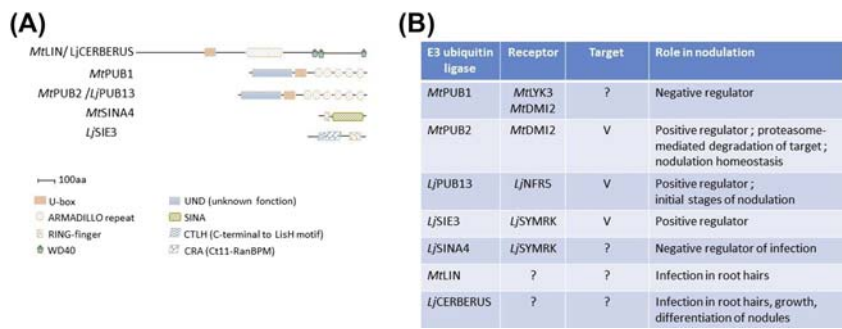 (A)
MtLIN/ LjCERBERUS
MtPUB1
MtPUB2 /LjPUB13
MtSINA4
LjSIE3
100aa
U-box
UND (unknown fonction)
ARMADILLO repeat
SINA
RING-finger
CTLH (C-terminal to LisH motif)
WD40
CRA (Ct11-RanBPM)
(B)
E3 ubiquitin ligase Receptor Target Role in nodulation
MtPUB1 MtLYK3 ? Negative regulator
MtDMI2
MtPUB2 MtDMI2 V Positive regulator ; proteasome-
mediated degradation of target ;
nodulation homeostasis
LjPUB13 LjNFR5 V Positive regulator ;
initial stages of nodulation
LjSIE3 LjSYMRK V Positive regulator
LjSINA4 LjSYMRK ? Negative regulator of infection
MtLIN ? ? Infection in root hairs
LjCERBERUS ? ? Infection in root hairs, growth,
differentiation of nodules